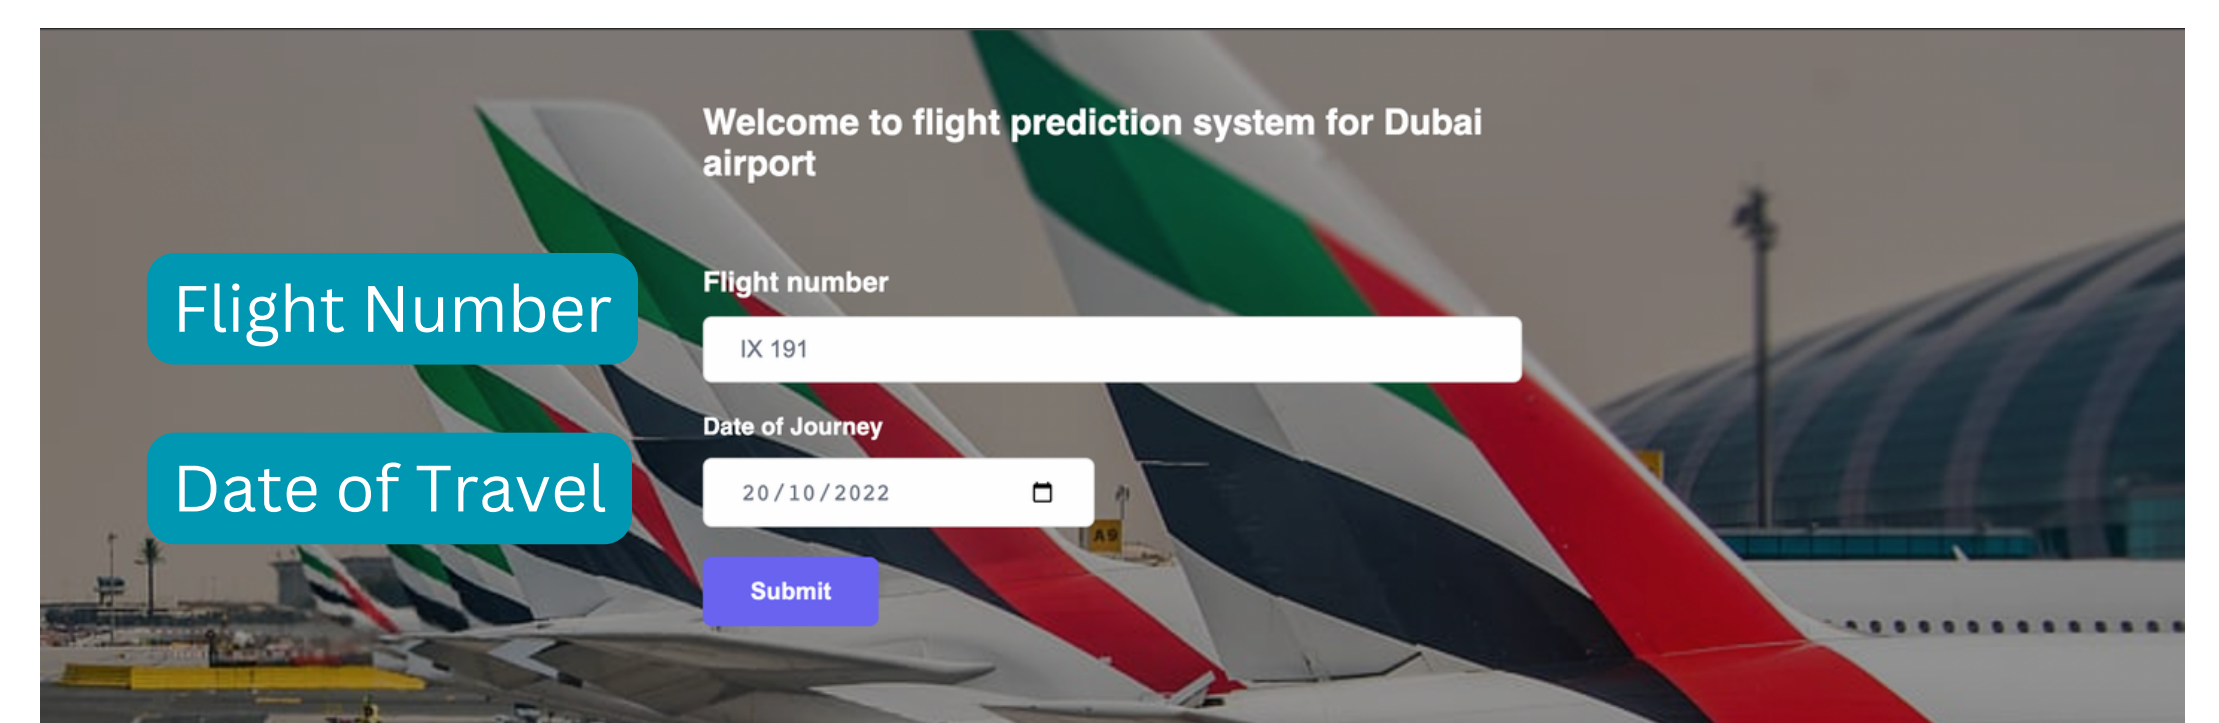 Welcome to flight prediction system for Dubai
airport
Flight Number
Flight number
IX 191
Date of Journey
Date of Travel
20/10/2022
A9
Submit